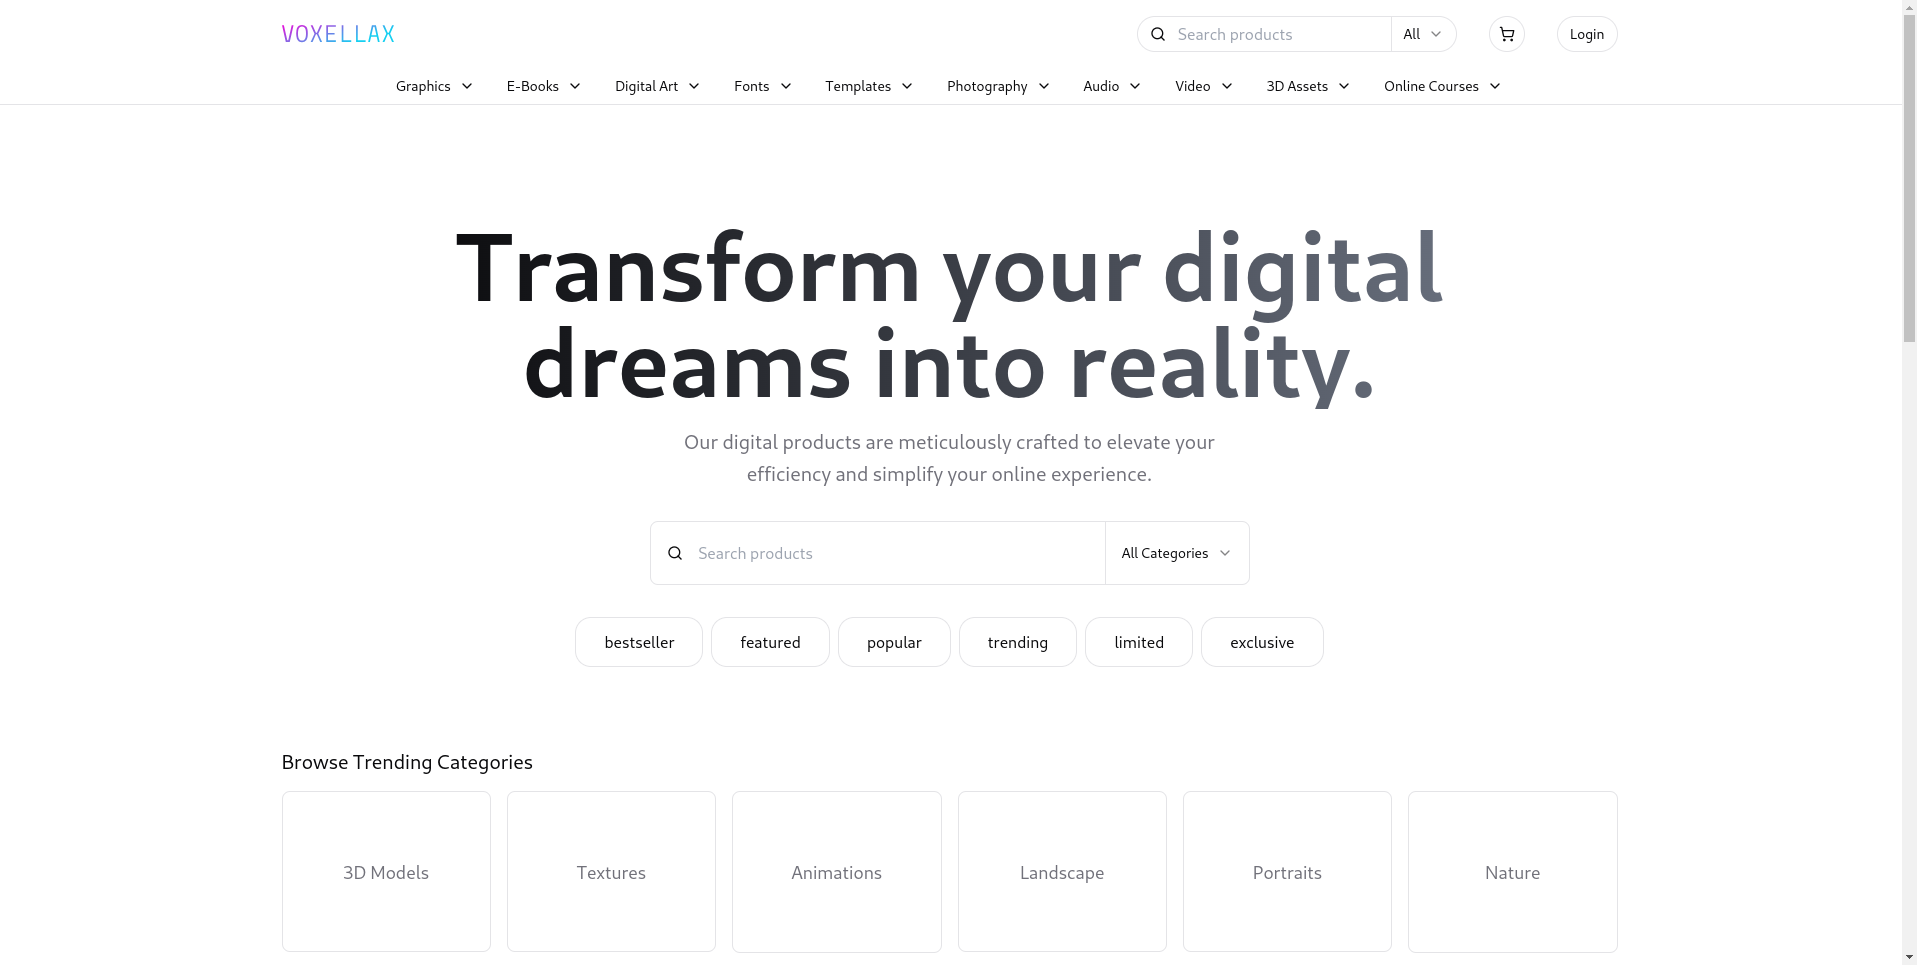 VOXELLAX
Search products
All
Login
Graphics
E-Books
Digital Art
Fonts
Templates
Photography
Audio
Video
3D Assets
Online Courses
Transform your digital
dreams into reality.
Our digital products are meticulously crafted to elevate your
efficiency and simplify your online experience.
Search products
All Categories
bestseller
featured
popular
trending
limited
exclusive
Browse Trending Categories
3D Models
Textures
Animations
Landscape
Portraits
Nature